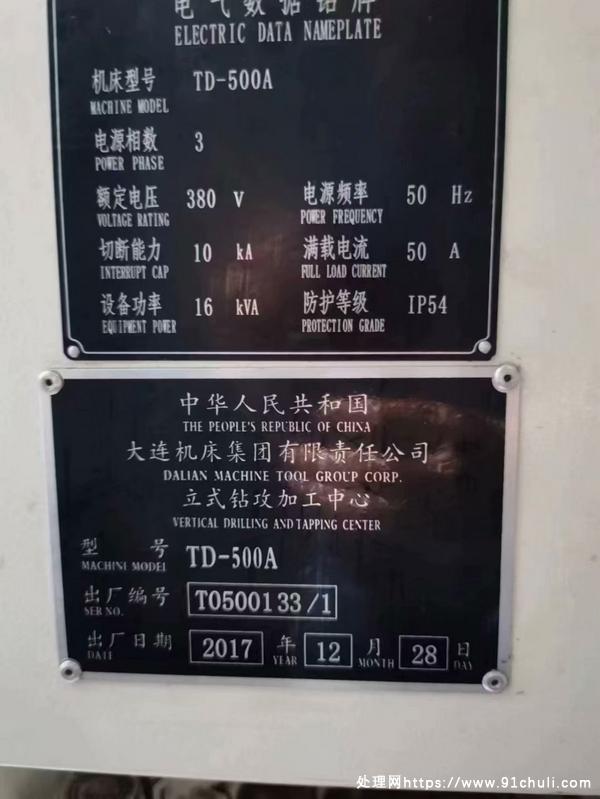 电气数据铭牌
ELECTRIC DATA NAMEPLATE
机床型号 TD-500A
MACHINE MODEL
电源相数 3
POWER PHASE
额定电压 380 V 电源频率 50 Hz
VOLTAGE RATING POWER FREQUENCY
切断能力 10 kA 满载电流 50 A
INTERRUPT CAP FULL LOAD CURRENT
设备功率 16 kVA 防护等级 IP54
EQUIPMENT POWER PROTECTION GRADE
中华人民共和国
THE PEOPLE'S REPUBLIC OF CHINA
大连机床集团有限责任公司
DALIAN MACHINE TOOL GROUP CORP.
立式钻攻加工中心
VERTICAL DRILLING AND TAPPING CENTER
型 号 TD-500A
MACHINI MODEL
出厂编号 T0500133/1
SER NO.
出厂日期 2017 年 12 月 28 日
DATE YEAR MONTH DAY
处理网https://www.91chuli.com/